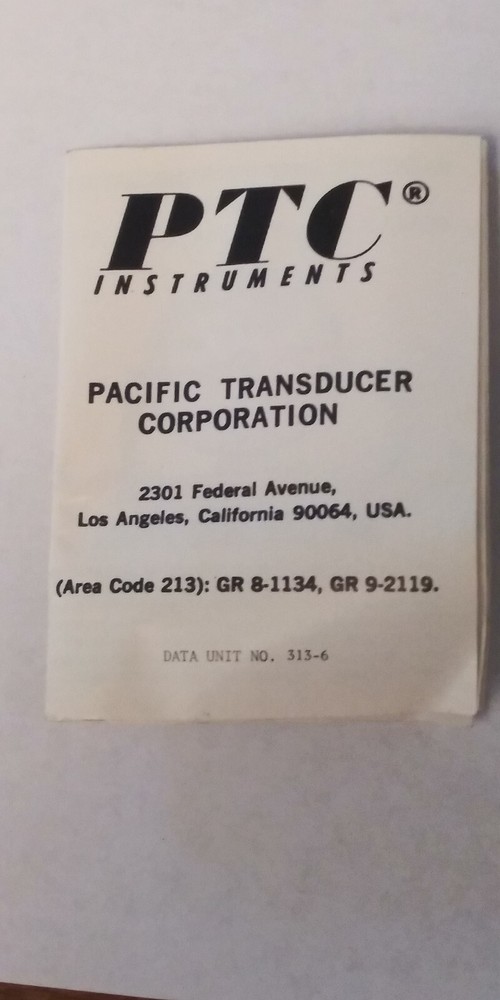 PTC®
INSTRUMENTS
PACIFIC TRANSDUCER
CORPORATION
2301 Federal Avenue,
Los Angeles, California 90064, USA.
(Area Code 213): GR 8-1134, GR 9-2119.
DATA UNIT NO. 313-6